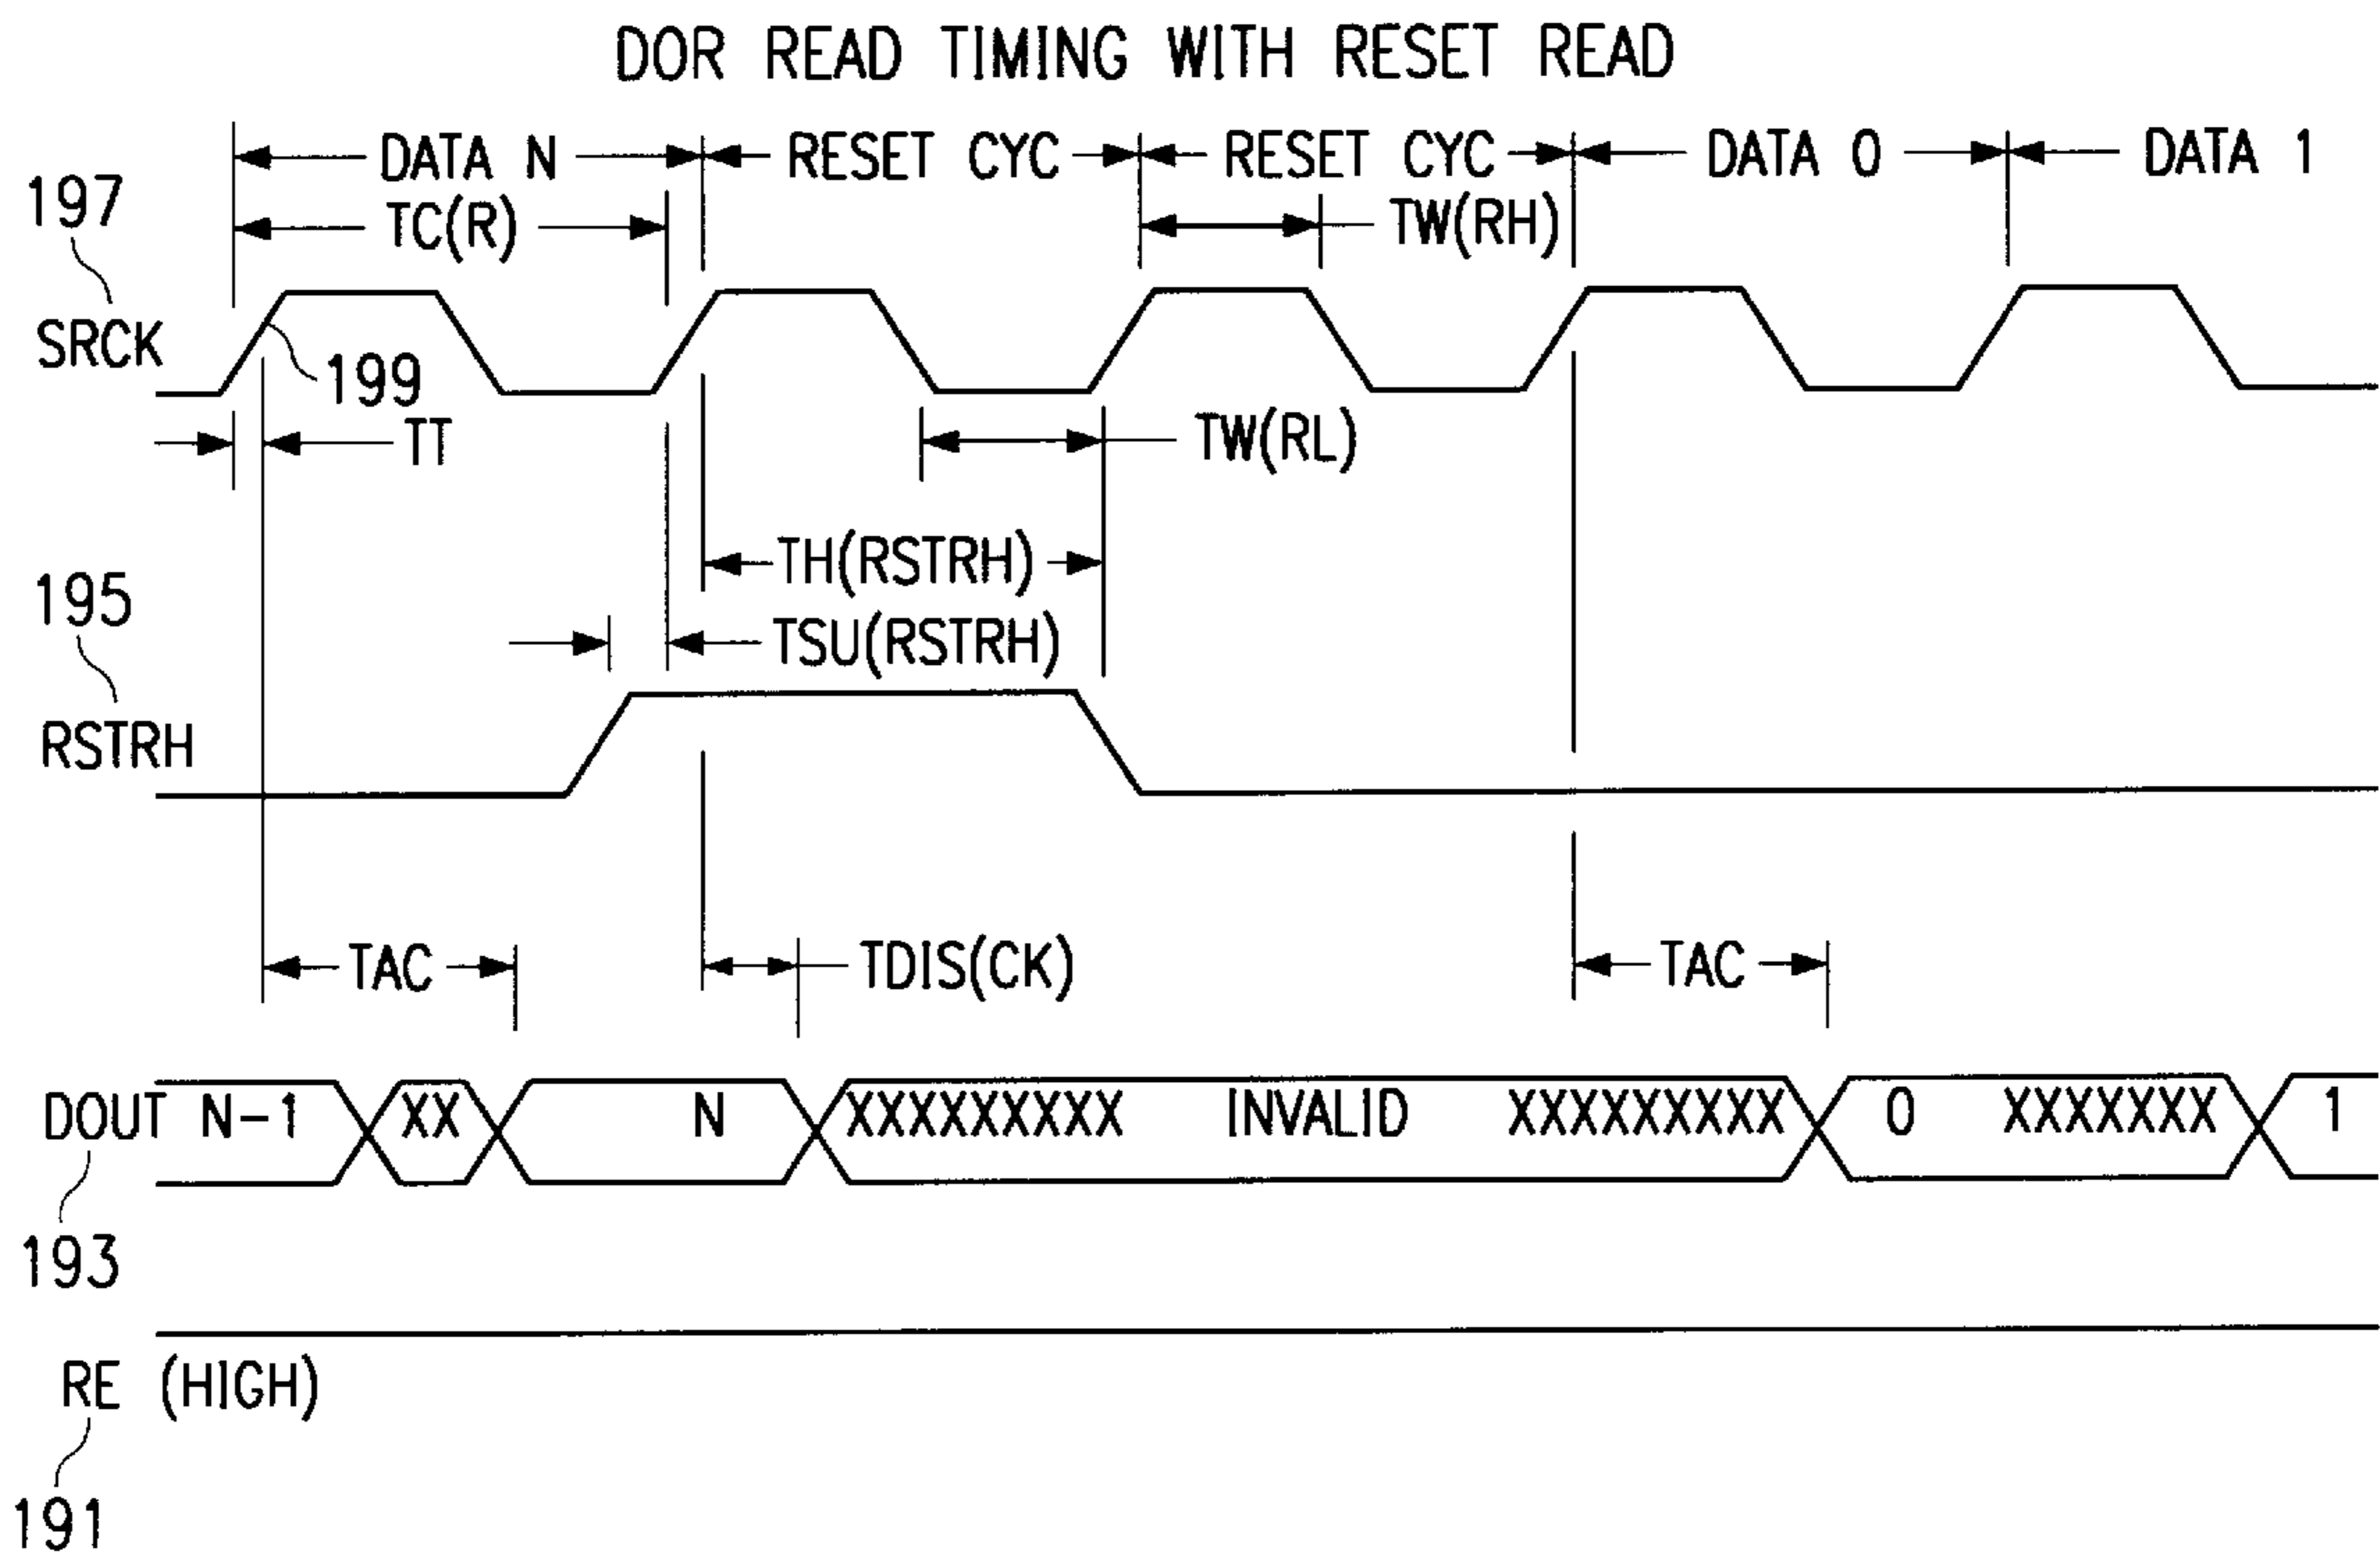 DOR READ TIMING WITH RESET READ
DATA N RESET CYC RESET CYC DATA 0 DATA 1
197 TC(R) TW(RH)
SRCK 199
TT TW(RL)
TH(RSTRH)
195
TSU(RSTRH)
RSTRH
TAC TDIS(CK) TAC
DOUT N-1 XX N XXXXXXXXX INVALID XXXXXXXXX 0 XXXXXXX 1
193
RE (HIGH)
191